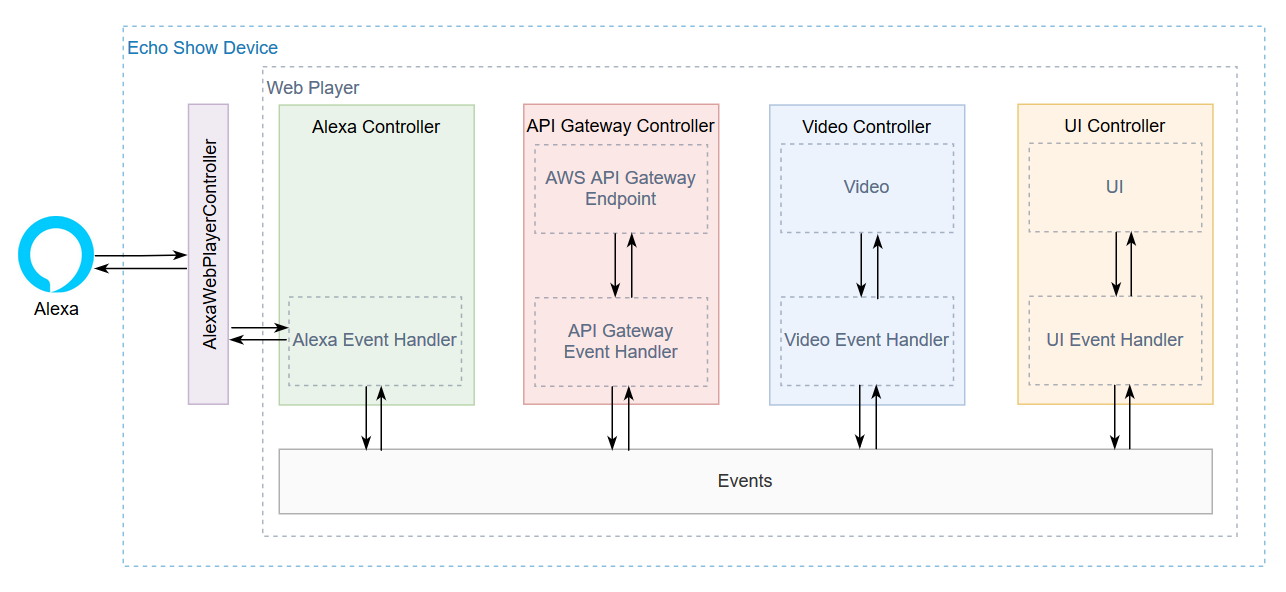 Echo Show Device
Web Player
Alexa
AlexaWebPlayerController
Alexa Controller
Alexa Event Handler
API Gateway Controller
AWS API Gateway
Endpoint
API Gateway
Event Handler
Video Controller
Video
Video Event Handler
UI Controller
UI
UI Event Handler
Events